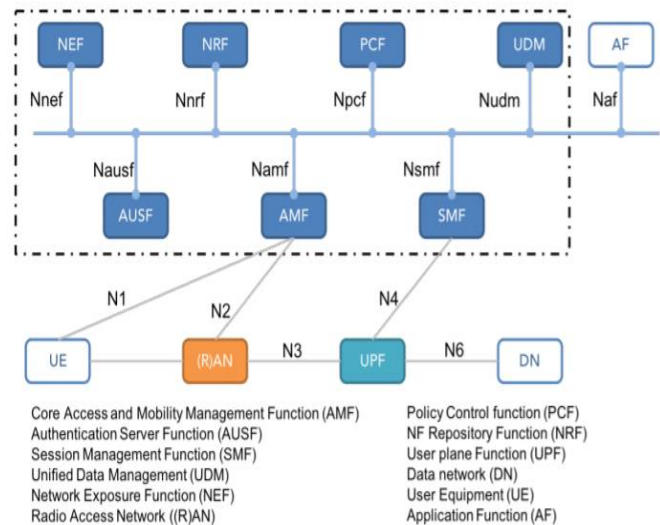 NEF NRF PCF UDM AF
Nnef Nnrf Npcf Nudm Naf
Nausf Namf Nsmf
AUSF AMF SMF
N1 N2 N4
UE (R)AN N3 UPF N6 DN
Core Access and Mobility Management Function (AMF)
Authentication Server Function (AUSF)
Session Management Function (SMF)
Unified Data Management (UDM)
Network Exposure Function (NEF)
Radio Access Network ((R)AN)
Policy Control function (PCF)
NF Repository Function (NRF)
User plane Function (UPF)
Data network (DN)
User Equipment (UE)
Application Function (AF)